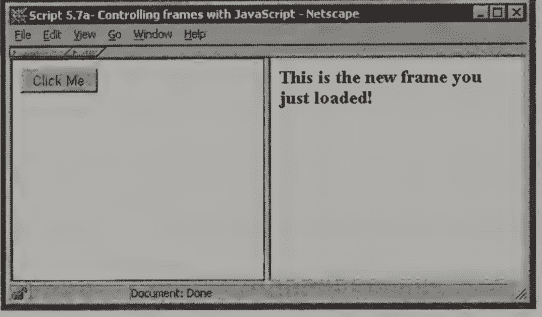 Script 5.7a- Controlling frames with JavaScript - Netscape
File Edit View Go Window Help
Click Me
This is the new frame you
just loaded!
Document: Done